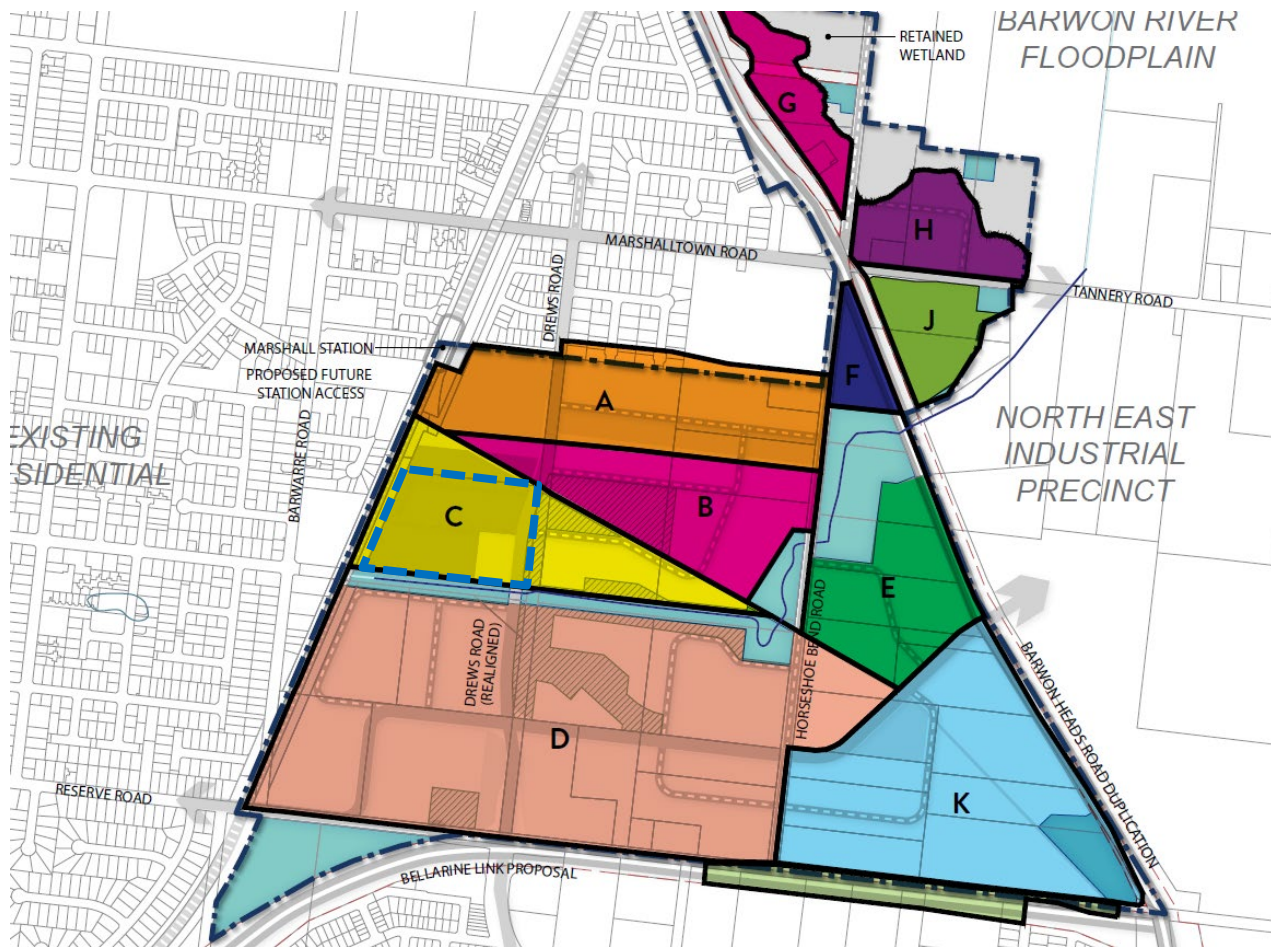 BARWON RIVER
FLOODPLAIN
RETAINED
WETLAND
G
H
MARSHALLTOWN ROAD
TANNERY ROAD
DREWS ROAD
J
MARSHALL STATION
PROPOSED FUTURE
STATION ACCESS
F
A
EXISTING
SIDENTIAL
BARWARRE ROAD
NORTH EAST
INDUSTRIAL
PRECINCT
B
C
E
HORSESHOE BEND ROAD
DREWS ROAD
(REALIGNED)
BARWON HEADS ROAD DUPLICATION
D
RESERVE ROAD
K
BELLARINE LINK PROPOSAL